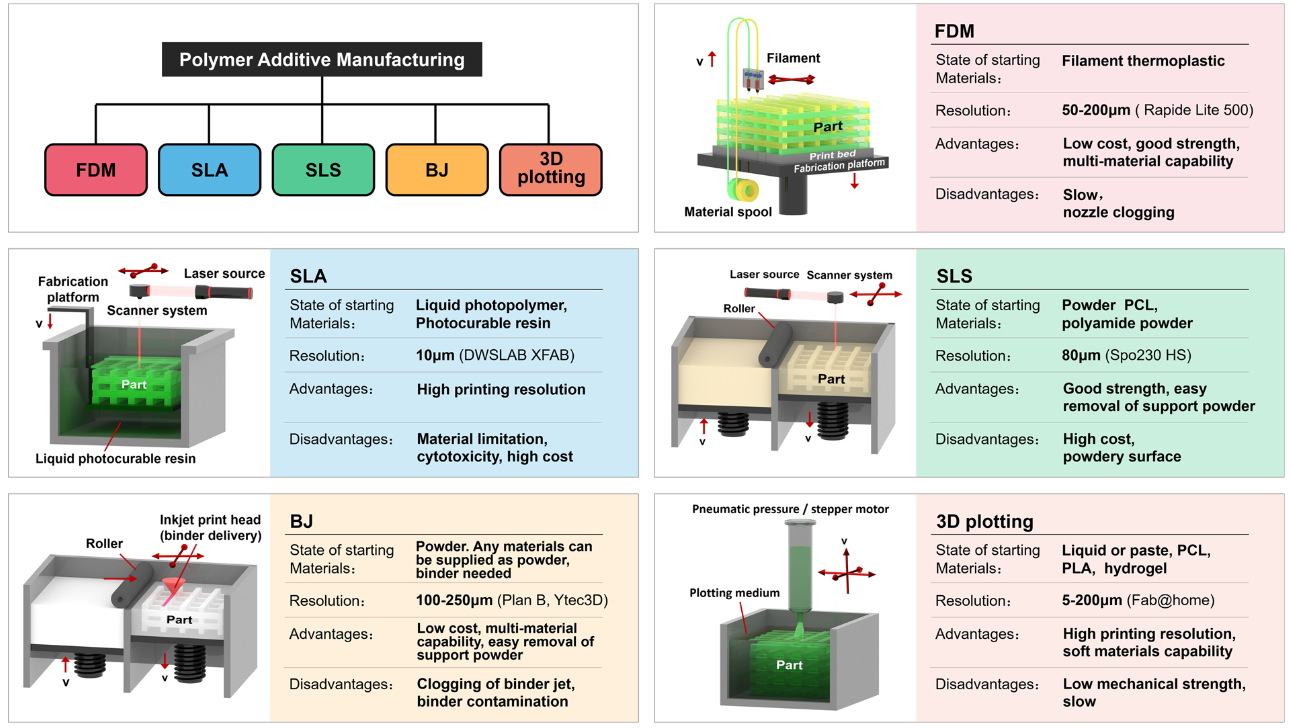 Polymer Additive Manufacturing
FDM
SLA
SLS
BJ
3D
plotting
v
Filament
Part
Print bed
Fabrication platform
Material spool
FDM
State of starting
Materials：
Filament thermoplastic
Resolution：
50-200μm ( Rapide Lite 500)
Advantages：
Low cost, good strength,
multi-material capability
Disadvantages：
Slow，
nozzle clogging
Fabrication
platform
v
Laser source
Scanner system
Part
Liquid photocurable resin
SLA
State of starting
Materials：
Liquid photopolymer,
Photocurable resin
Resolution：
10μm (DWSLAB XFAB)
Advantages：
High printing resolution
Disadvantages：
Material limitation,
cytotoxicity, high cost
Laser source
Scanner system
Roller
Part
v
v
SLS
State of starting
Materials：
Powder PCL,
polyamide powder
Resolution：
80μm (Spo230 HS)
Advantages：
Good strength, easy
removal of support powder
Disadvantages：
High cost,
powdery surface
Inkjet print head
(binder delivery)
Roller
Part
v
v
BJ
State of starting
Materials：
Powder. Any materials can
be supplied as powder,
binder needed
Resolution：
100-250μm (Plan B, Ytec3D)
Advantages：
Low cost, multi-material
capability, easy removal of
support powder
Disadvantages：
Clogging of binder jet,
binder contamination
Pneumatic pressure / stepper motor
v
Plotting medium
Part
3D plotting
State of starting
Materials：
Liquid or paste, PCL,
PLA, hydrogel
Resolution：
5-200μm (Fab@home)
Advantages：
High printing resolution,
soft materials capability
Disadvantages：
Low mechanical strength,
slow